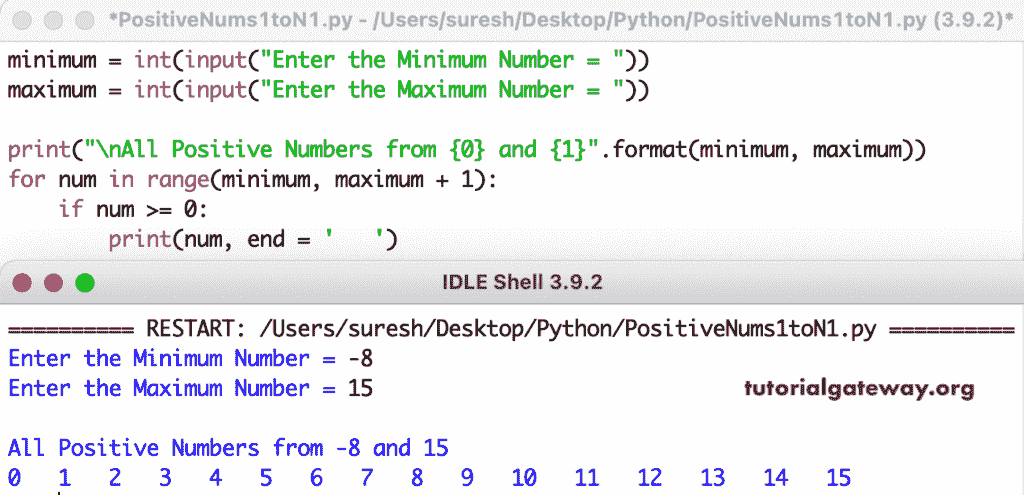 *PositiveNums1toN1.py - /Users/suresh/Desktop/Python/PositiveNums1toN1.py (3.9.2)*
minimum = int(input("Enter the Minimum Number = "))
maximum = int(input("Enter the Maximum Number = "))

print("\nAll Positive Numbers from {0} and {1}".format(minimum, maximum))
for num in range(minimum, maximum + 1):
    if num >= 0:
        print(num, end = '   ')
IDLE Shell 3.9.2
========== RESTART: /Users/suresh/Desktop/Python/PositiveNums1toN1.py ==========
Enter the Minimum Number = -8
Enter the Maximum Number = 15
tutorialgateway.org

All Positive Numbers from -8 and 15
0   1   2   3   4   5   6   7   8   9   10   11   12   13   14   15